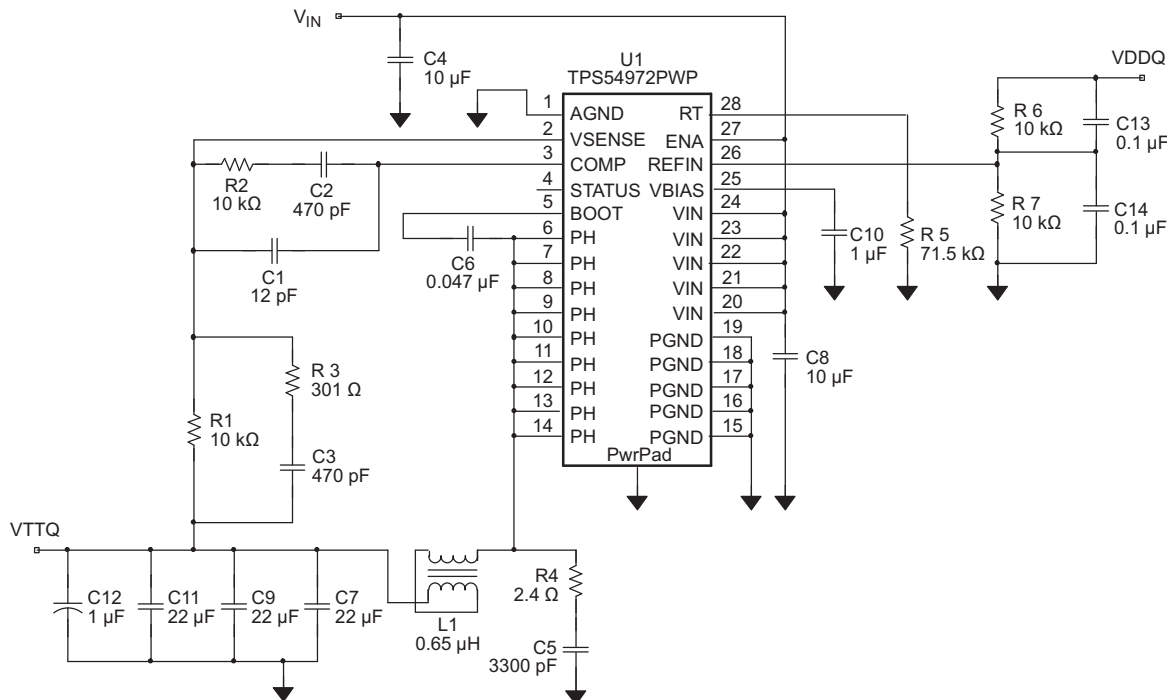 VIN
C4
10 µF
U1
TPS54972PWP
VDDQ
1 AGND RT 28
2 VSENSE ENA 27
3 COMP REFIN 26
4 STATUS VBIAS 25
5 BOOT VIN 24
6 PH VIN 23
7 PH VIN 22
8 PH VIN 21
9 PH VIN 20
10 PH PGND 19
11 PH PGND 18
12 PH PGND 17
13 PH PGND 16
14 PH PGND 15
PwrPad
R2
10 kΩ
C2
470 pF
C1
12 pF
C6
0.047 µF
R 6
10 kΩ
C13
0.1 µF
R 7
10 kΩ
C14
0.1 µF
C10
1 µF
R 5
71.5 kΩ
C8
10 µF
R 3
301 Ω
R1
10 kΩ
C3
470 pF
VTTQ
C12
1 µF
C11
22 µF
C9
22 µF
C7
22 µF
L1
0.65 µH
R4
2.4 Ω
C5
3300 pF